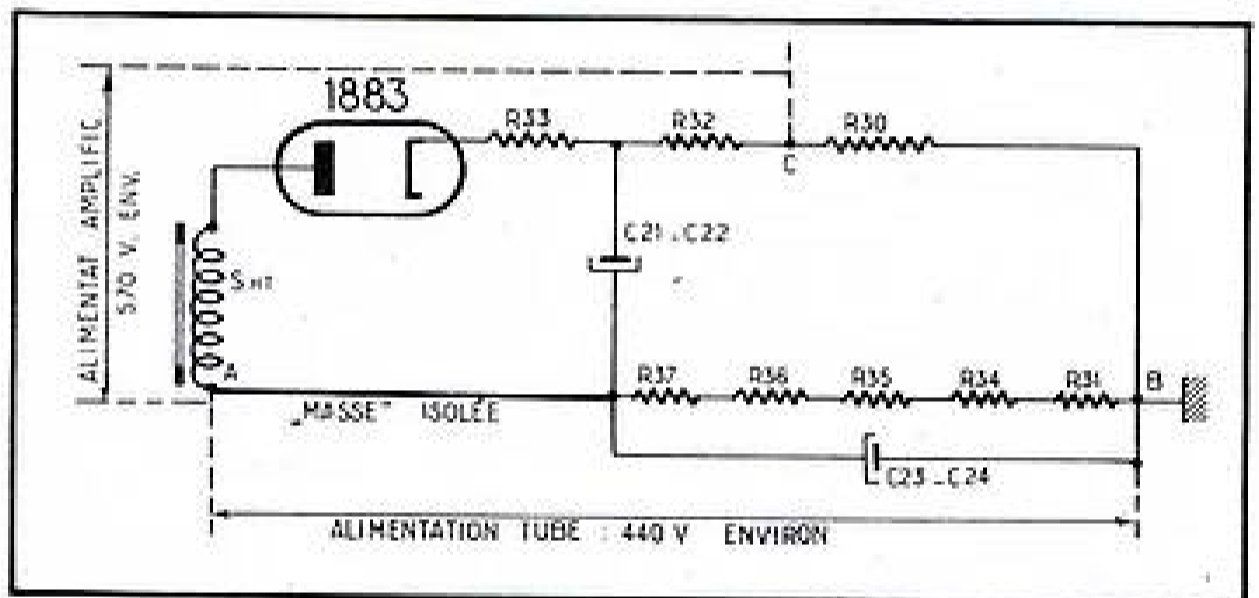 1883
R33
R32
R30
C
ALIMENTAT AMPLIFIC
570 V. ENV.
C21-C22
S.HT
A
"MASSE" ISOLÉE
R37
R36
R35
R34
R31
B
C23-C24
ALIMENTATION TUBE : 440 V ENVIRON